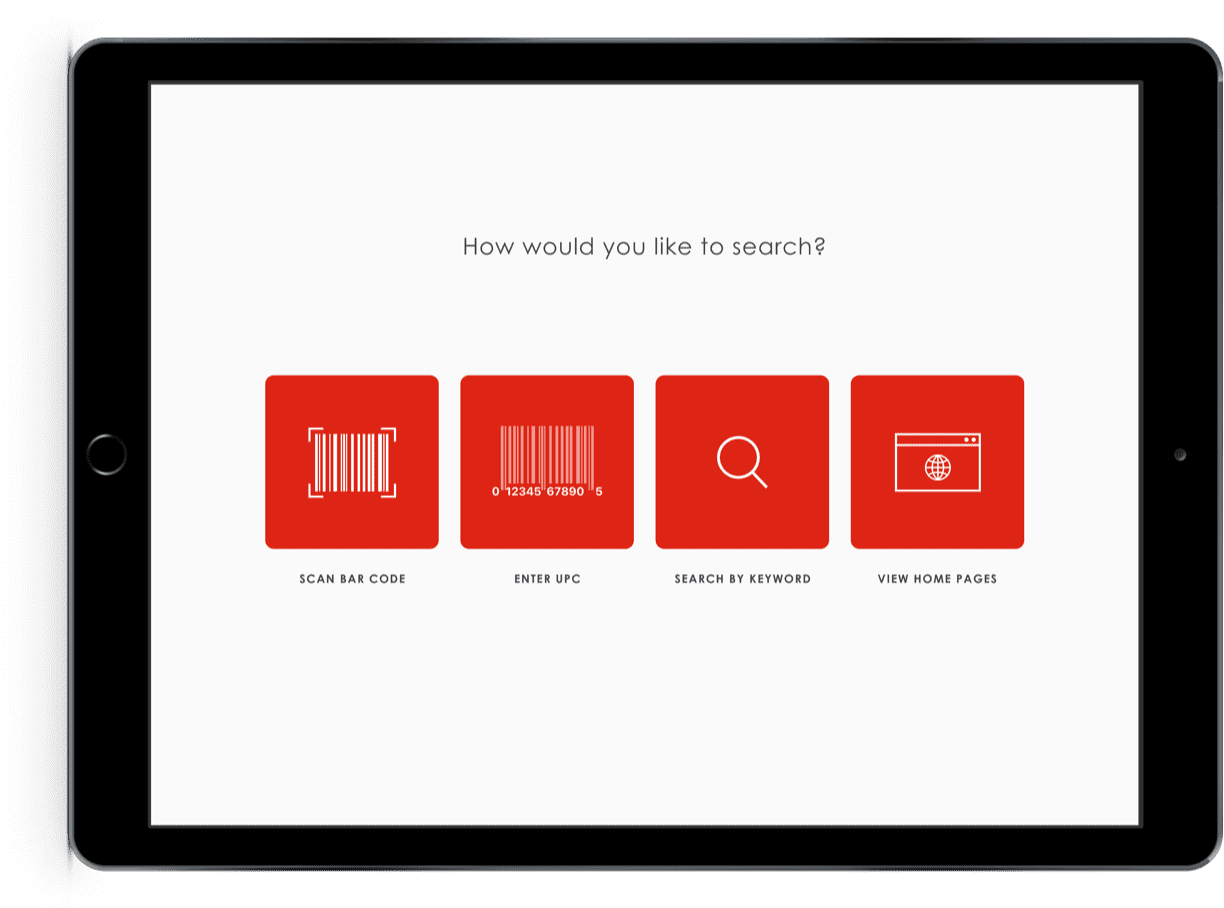 How would you like to search?
0 12345 67890 5
SCAN BAR CODE
ENTER UPC
SEARCH BY KEYWORD
VIEW HOME PAGES